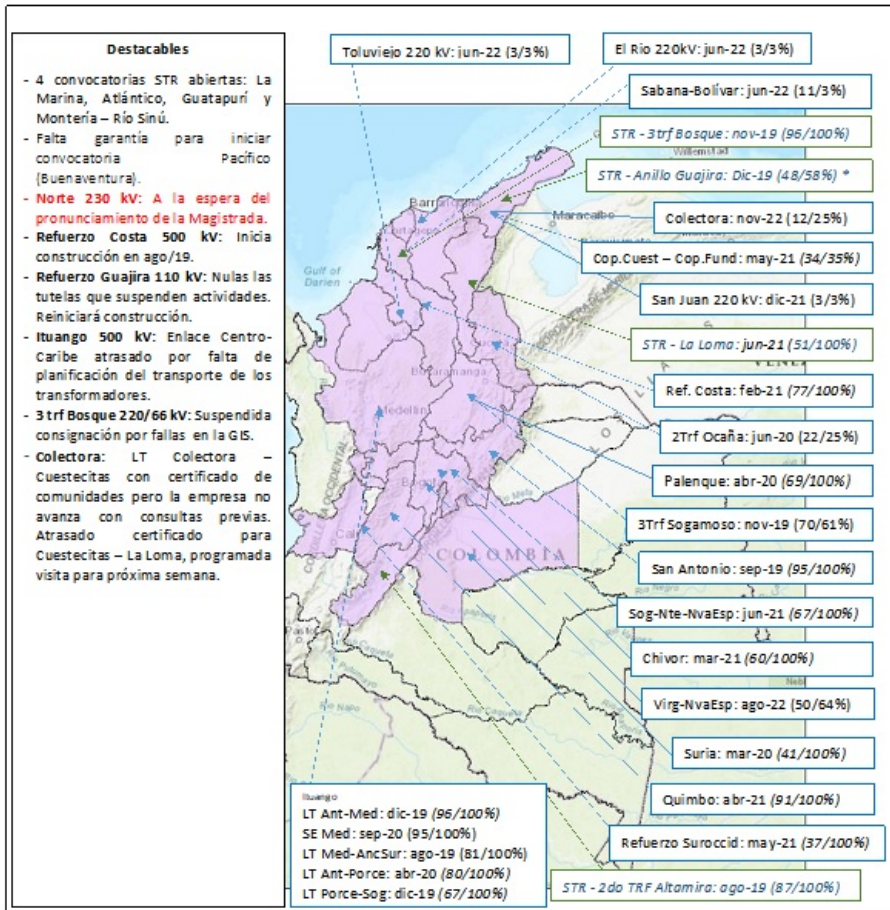 Destacables
- 4 convocatorias STR abiertas: La
Marina, Atlántico, Guatapurí y
Montería – Río Sinú.
- Falta garantía para iniciar
convocatoria Pacífico
(Buenaventura).
- Norte 230 kV: A la espera del
pronunciamiento de la Magistrada.
- Refuerzo Costa 500 kV: Inicia
construcción en ago/19.
- Refuerzo Guajira 110 kV: Nulas las
tutelas que suspenden actividades.
Reiniciará construcción.
- Ituango 500 kV: Enlace Centro-
Caribe atrasado por falta de
planificación del transporte de los
transformadores.
- 3 trf Bosque 220/66 kV: Suspendida
consignación por fallas en la GIS.
- Colectora: LT Colectora –
Cuestecitas con certificado de
comunidades pero la empresa no
avanza con consultas previas.
Atrasado certificado para
Cuestecitas – La Loma, programada
visita para próxima semana.
Toluviejo 220 kV: jun-22 (3/3%)
El Rio 220kV: jun-22 (3/3%)
Sabana-Bolívar: jun-22 (11/3%)
STR - 3trf Bosque: nov-19 (96/100%)
STR - Anillo Guajira: Dic-19 (48/58%) *
Colectora: nov-22 (12/25%)
Cop.Cuest – Cop.Fund: may-21 (34/35%)
San Juan 220 kV: dic-21 (3/3%)
STR - La Loma: jun-21 (51/100%)
Ref. Costa: feb-21 (77/100%)
2Trf Ocaña: jun-20 (22/25%)
Palenque: abr-20 (69/100%)
3Trf Sogamoso: nov-19 (70/61%)
San Antonio: sep-19 (95/100%)
Sog-Nte-NvaEsp: jun-21 (67/100%)
Chivor: mar-21 (60/100%)
Virg-NvaEsp: ago-22 (50/64%)
Suria: mar-20 (41/100%)
Quimbo: abr-21 (91/100%)
Refuerzo Suroccid: may-21 (37/100%)
STR - 2do TRF Altamira: ago-19 (87/100%)
Ituango
LT Ant-Med: dic-19 (96/100%)
SE Med: sep-20 (95/100%)
LT Med-AncSur: ago-19 (81/100%)
LT Ant-Porce: abr-20 (80/100%)
LT Porce-Sog: dic-19 (67/100%)
Willemstad
Maracaibo
Gulf of
Darien
Bucaramanga
Medellín
Bogotá
COLOMBIA
Pasto
Rio Meta
Rio Negro
Rio Caqueta
Rio Putumayo
Rio Napo